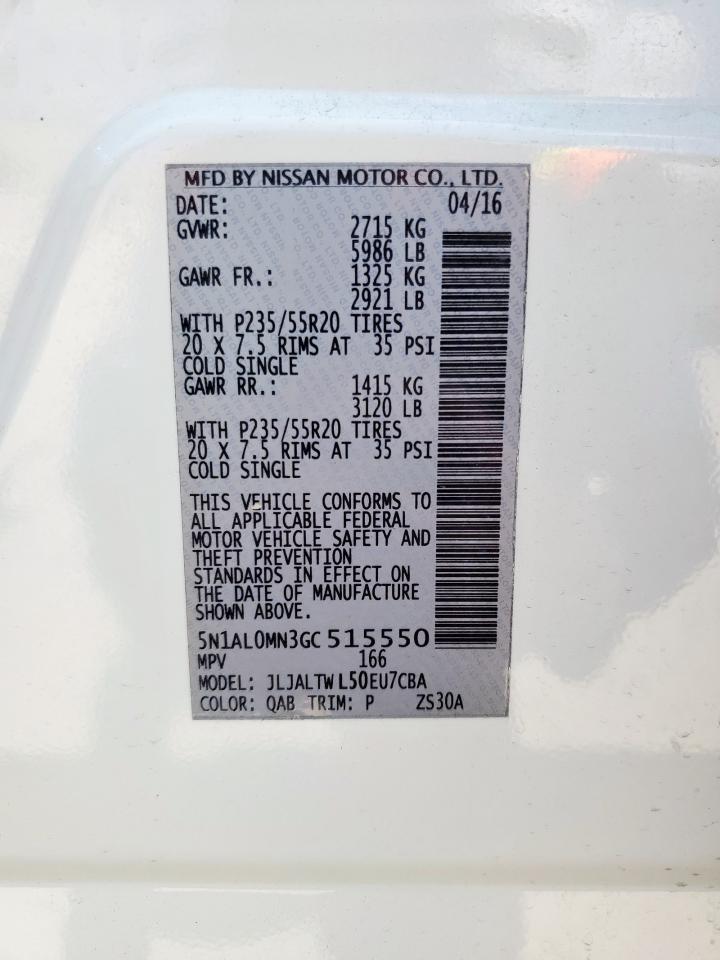 MFD BY NISSAN MOTOR CO., LTD.
DATE: 04/16
GVWR: 2715 KG
5986 LB
GAWR FR.: 1325 KG
2921 LB
WITH P235/55R20 TIRES
20 X 7.5 RIMS AT 35 PSI
COLD SINGLE
GAWR RR.: 1415 KG
3120 LB
WITH P235/55R20 TIRES
20 X 7.5 RIMS AT 35 PSI
COLD SINGLE
THIS VEHICLE CONFORMS TO
ALL APPLICABLE FEDERAL
MOTOR VEHICLE SAFETY AND
THEFT PREVENTION
STANDARDS IN EFFECT ON
THE DATE OF MANUFACTURE
SHOWN ABOVE.
5N1AL0MN3GC 515550
MPV 166
MODEL: JLJALTWL50EU7CBA
COLOR: QAB TRIM: P ZS30A